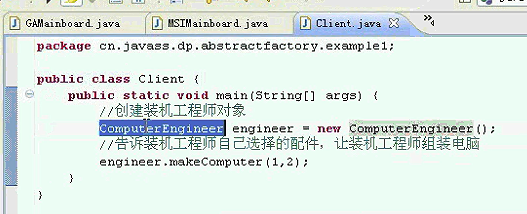 GAMainboard.java MSIMainboard.java Client.java
package cn.javass.dp.abstractfactory.example1;
public class Client {
public static void main(String[] args) {
//创建装机工程师对象
ComputerEngineer engineer = new ComputerEngineer();
//告诉装机工程师自己选择的配件，让装机工程师组装电脑
engineer.makeComputer(1,2);
}
}